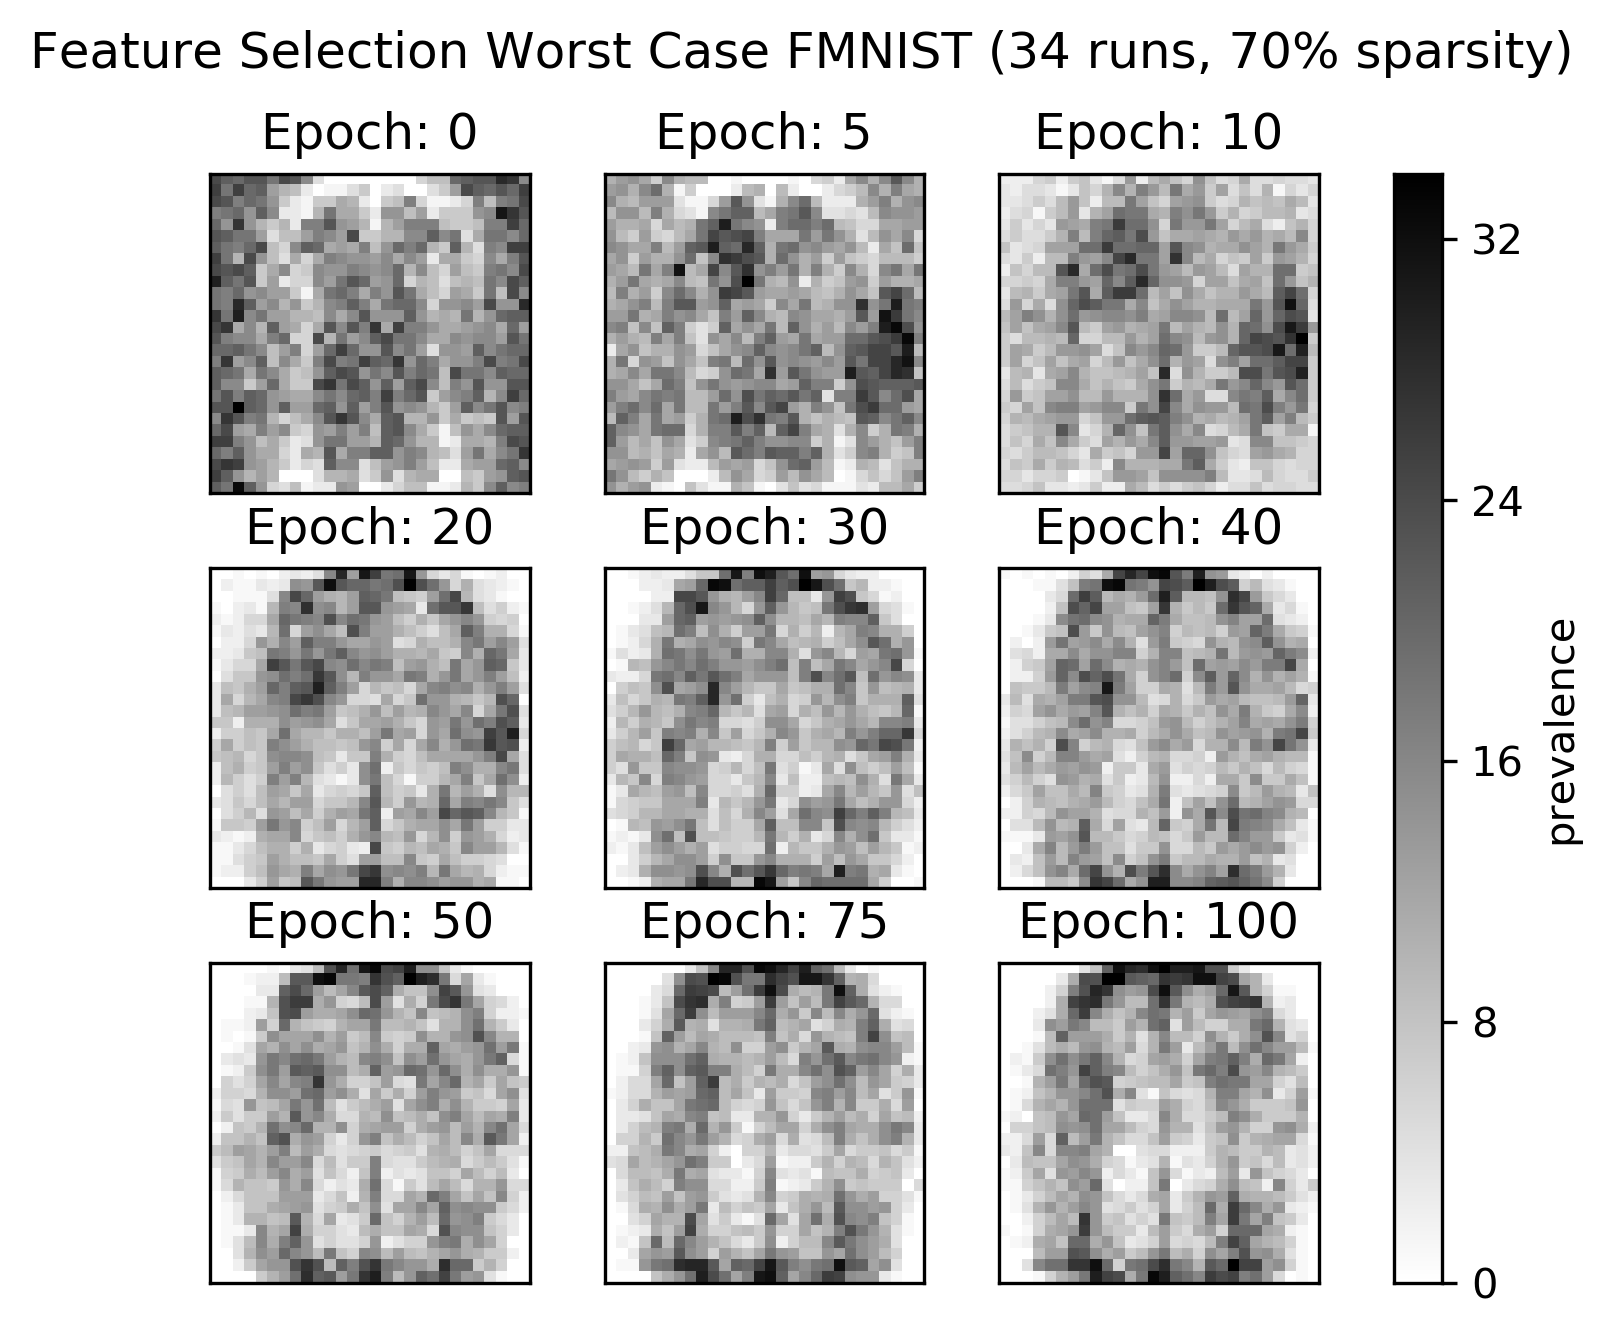 Feature Selection Worst Case FMNIST (34 runs, 70% sparsity)
Epoch: 0
Epoch: 5
Epoch: 10
Epoch: 20
Epoch: 30
Epoch: 40
Epoch: 50
Epoch: 75
Epoch: 100
32
24
16
8
0
prevalence